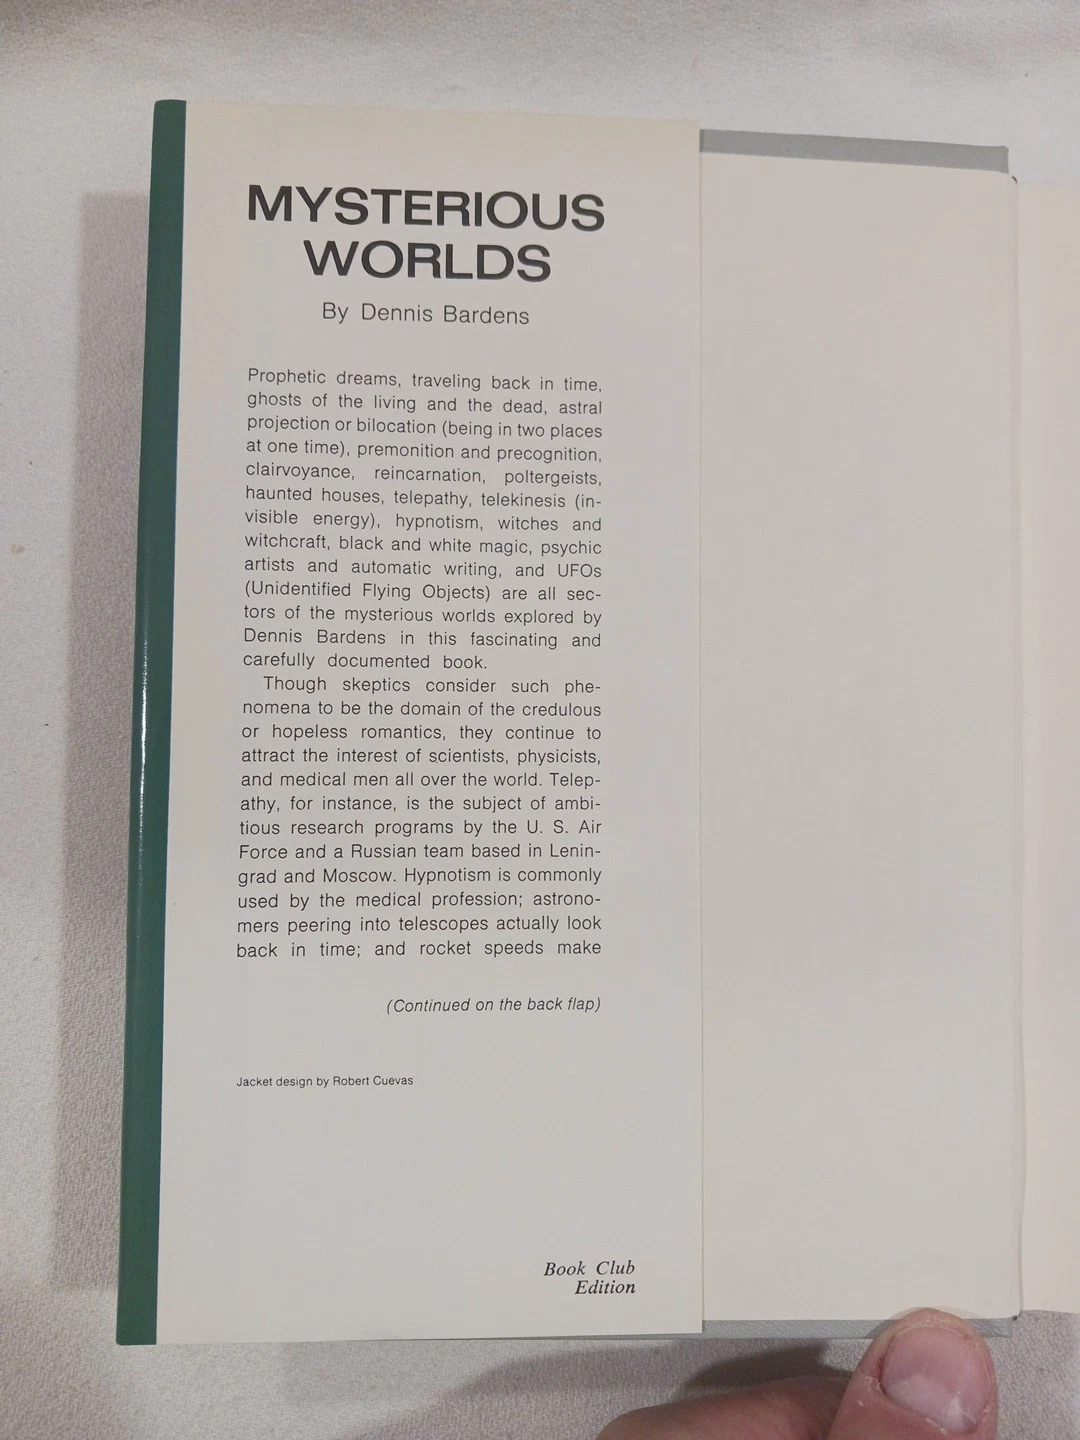 MYSTERIOUS
WORLDS
By Dennis Bardens
Prophetic dreams, traveling back in time,
ghosts of the living and the dead, astral
projection or bilocation (being in two places
at one time), premonition and precognition,
clairvoyance, reincarnation, poltergeists,
haunted houses, telepathy, telekinesis (in-
visible energy), hypnotism, witches and
witchcraft, black and white magic, psychic
artists and automatic writing, and UFOs
(Unidentified Flying Objects) are all sec-
tors of the mysterious worlds explored by
Dennis Bardens in this fascinating and
carefully documented book.
Though skeptics consider such phe-
nomena to be the domain of the credulous
or hopeless romantics, they continue to
attract the interest of scientists, physicists,
and medical men all over the world. Telep-
athy, for instance, is the subject of ambi-
tious research programs by the U. S. Air
Force and a Russian team based in Lenin-
grad and Moscow. Hypnotism is commonly
used by the medical profession; astrono-
mers peering into telescopes actually look
back in time; and rocket speeds make
(Continued on the back flap)
Jacket design by Robert Cuevas
Book Club
Edition